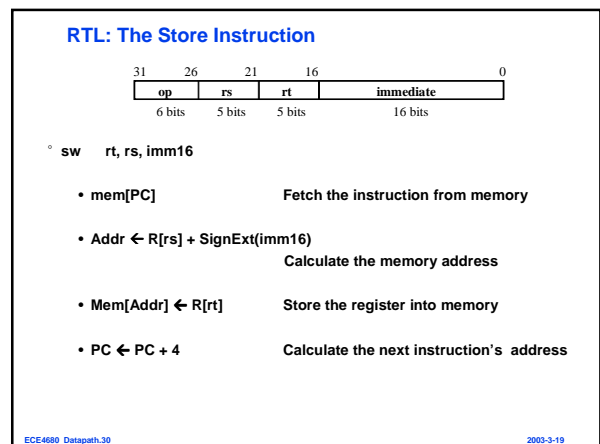 RTL: The Store Instruction
31 26 21 16 0
op rs rt immediate
6 bits 5 bits 5 bits 16 bits
° sw rt, rs, imm16
• mem[PC] Fetch the instruction from memory
• Addr ← R[rs] + SignExt(imm16)
Calculate the memory address
• Mem[Addr] ← R[rt] Store the register into memory
• PC ← PC + 4 Calculate the next instruction’s address
ECE4680 Datapath.30 2003-3-19